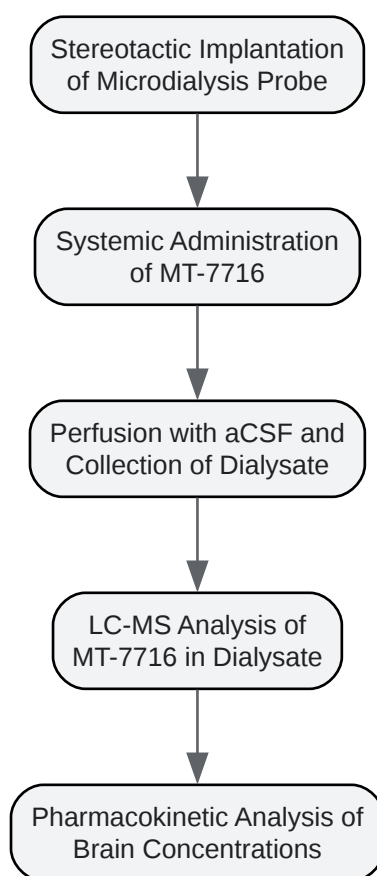 Stereotactic Implantation
of Microdialysis Probe
Systemic Administration
of MT-7716
Perfusion with aCSF and
Collection of Dialysate
LC-MS Analysis of
MT-7716 in Dialysate
Pharmacokinetic Analysis of
Brain Concentrations